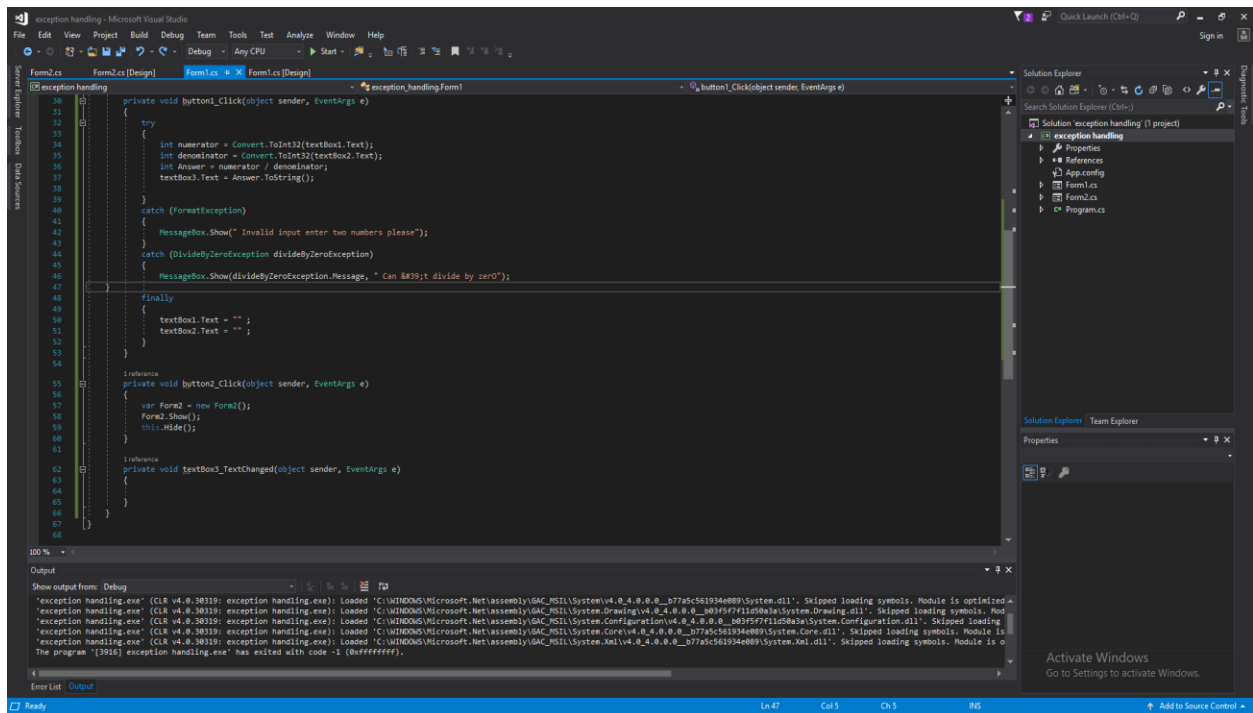 exception handling - Microsoft Visual Studio
2
Quick Launch (Ctrl+Q)
File Edit View Project Build Debug Team Tools Test Analyze Window Help
Sign in
Debug Any CPU Start
Server Explorer
Toolbox
Data Sources
Form2.cs Form2.cs [Design] Form1.cs Form1.cs [Design]
exception handling exception_handling.Form1 button1_Click(object sender, EventArgs e)
30 private void button1_Click(object sender, EventArgs e)
31 {
32 try
33 {
34 int numerator = Convert.ToInt32(textBox1.Text);
35 int denominator = Convert.ToInt32(textBox2.Text);
36 int Answer = numerator / denominator;
37 textBox3.Text = Answer.ToString();
38
39 }
40 catch (FormatException)
41 {
42 MessageBox.Show(" Invalid input enter two numbers please");
43 }
44 catch (DivideByZeroException divideByZeroException)
45 {
46 MessageBox.Show(divideByZeroException.Message, " Can &#39;t divide by zerO");
47 }
48 finally
49 {
50 textBox1.Text = "" ;
51 textBox2.Text = "" ;
52 }
53 }
54
1 reference
55 private void button2_Click(object sender, EventArgs e)
56 {
57 var Form2 = new Form2();
58 Form2.Show();
59 this.Hide();
60 }
61
1 reference
62 private void textBox3_TextChanged(object sender, EventArgs e)
63 {
64
65 }
66 }
67 }
68
100 %
Solution Explorer
Search Solution Explorer (Ctrl+;)
Solution 'exception handling' (1 project)
exception handling
Properties
References
App.config
Form1.cs
Form2.cs
Program.cs
Solution Explorer Team Explorer
Properties
Diagnostic Tools
Output
Show output from: Debug
'exception handling.exe' (CLR v4.0.30319: exception handling.exe): Loaded 'C:\WINDOWS\Microsoft.Net\assembly\GAC_MSIL\System\v4.0_4.0.0.0__b77a5c561934e089\System.dll'. Skipped loading symbols. Module is optimized
'exception handling.exe' (CLR v4.0.30319: exception handling.exe): Loaded 'C:\WINDOWS\Microsoft.Net\assembly\GAC_MSIL\System.Drawing\v4.0_4.0.0.0__b03f5f7f11d50a3a\System.Drawing.dll'. Skipped loading symbols. Mod
'exception handling.exe' (CLR v4.0.30319: exception handling.exe): Loaded 'C:\WINDOWS\Microsoft.Net\assembly\GAC_MSIL\System.Configuration\v4.0_4.0.0.0__b03f5f7f11d50a3a\System.Configuration.dll'. Skipped loading
'exception handling.exe' (CLR v4.0.30319: exception handling.exe): Loaded 'C:\WINDOWS\Microsoft.Net\assembly\GAC_MSIL\System.Core\v4.0_4.0.0.0__b77a5c561934e089\System.Core.dll'. Skipped loading symbols. Module is
'exception handling.exe' (CLR v4.0.30319: exception handling.exe): Loaded 'C:\WINDOWS\Microsoft.Net\assembly\GAC_MSIL\System.Xml\v4.0_4.0.0.0__b77a5c561934e089\System.Xml.dll'. Skipped loading symbols. Module is o
The program '[3916] exception handling.exe' has exited with code -1 (0xffffffff).
Error List Output
Activate Windows
Go to Settings to activate Windows.
Ready Ln 47 Col 5 Ch 5 INS Add to Source Control